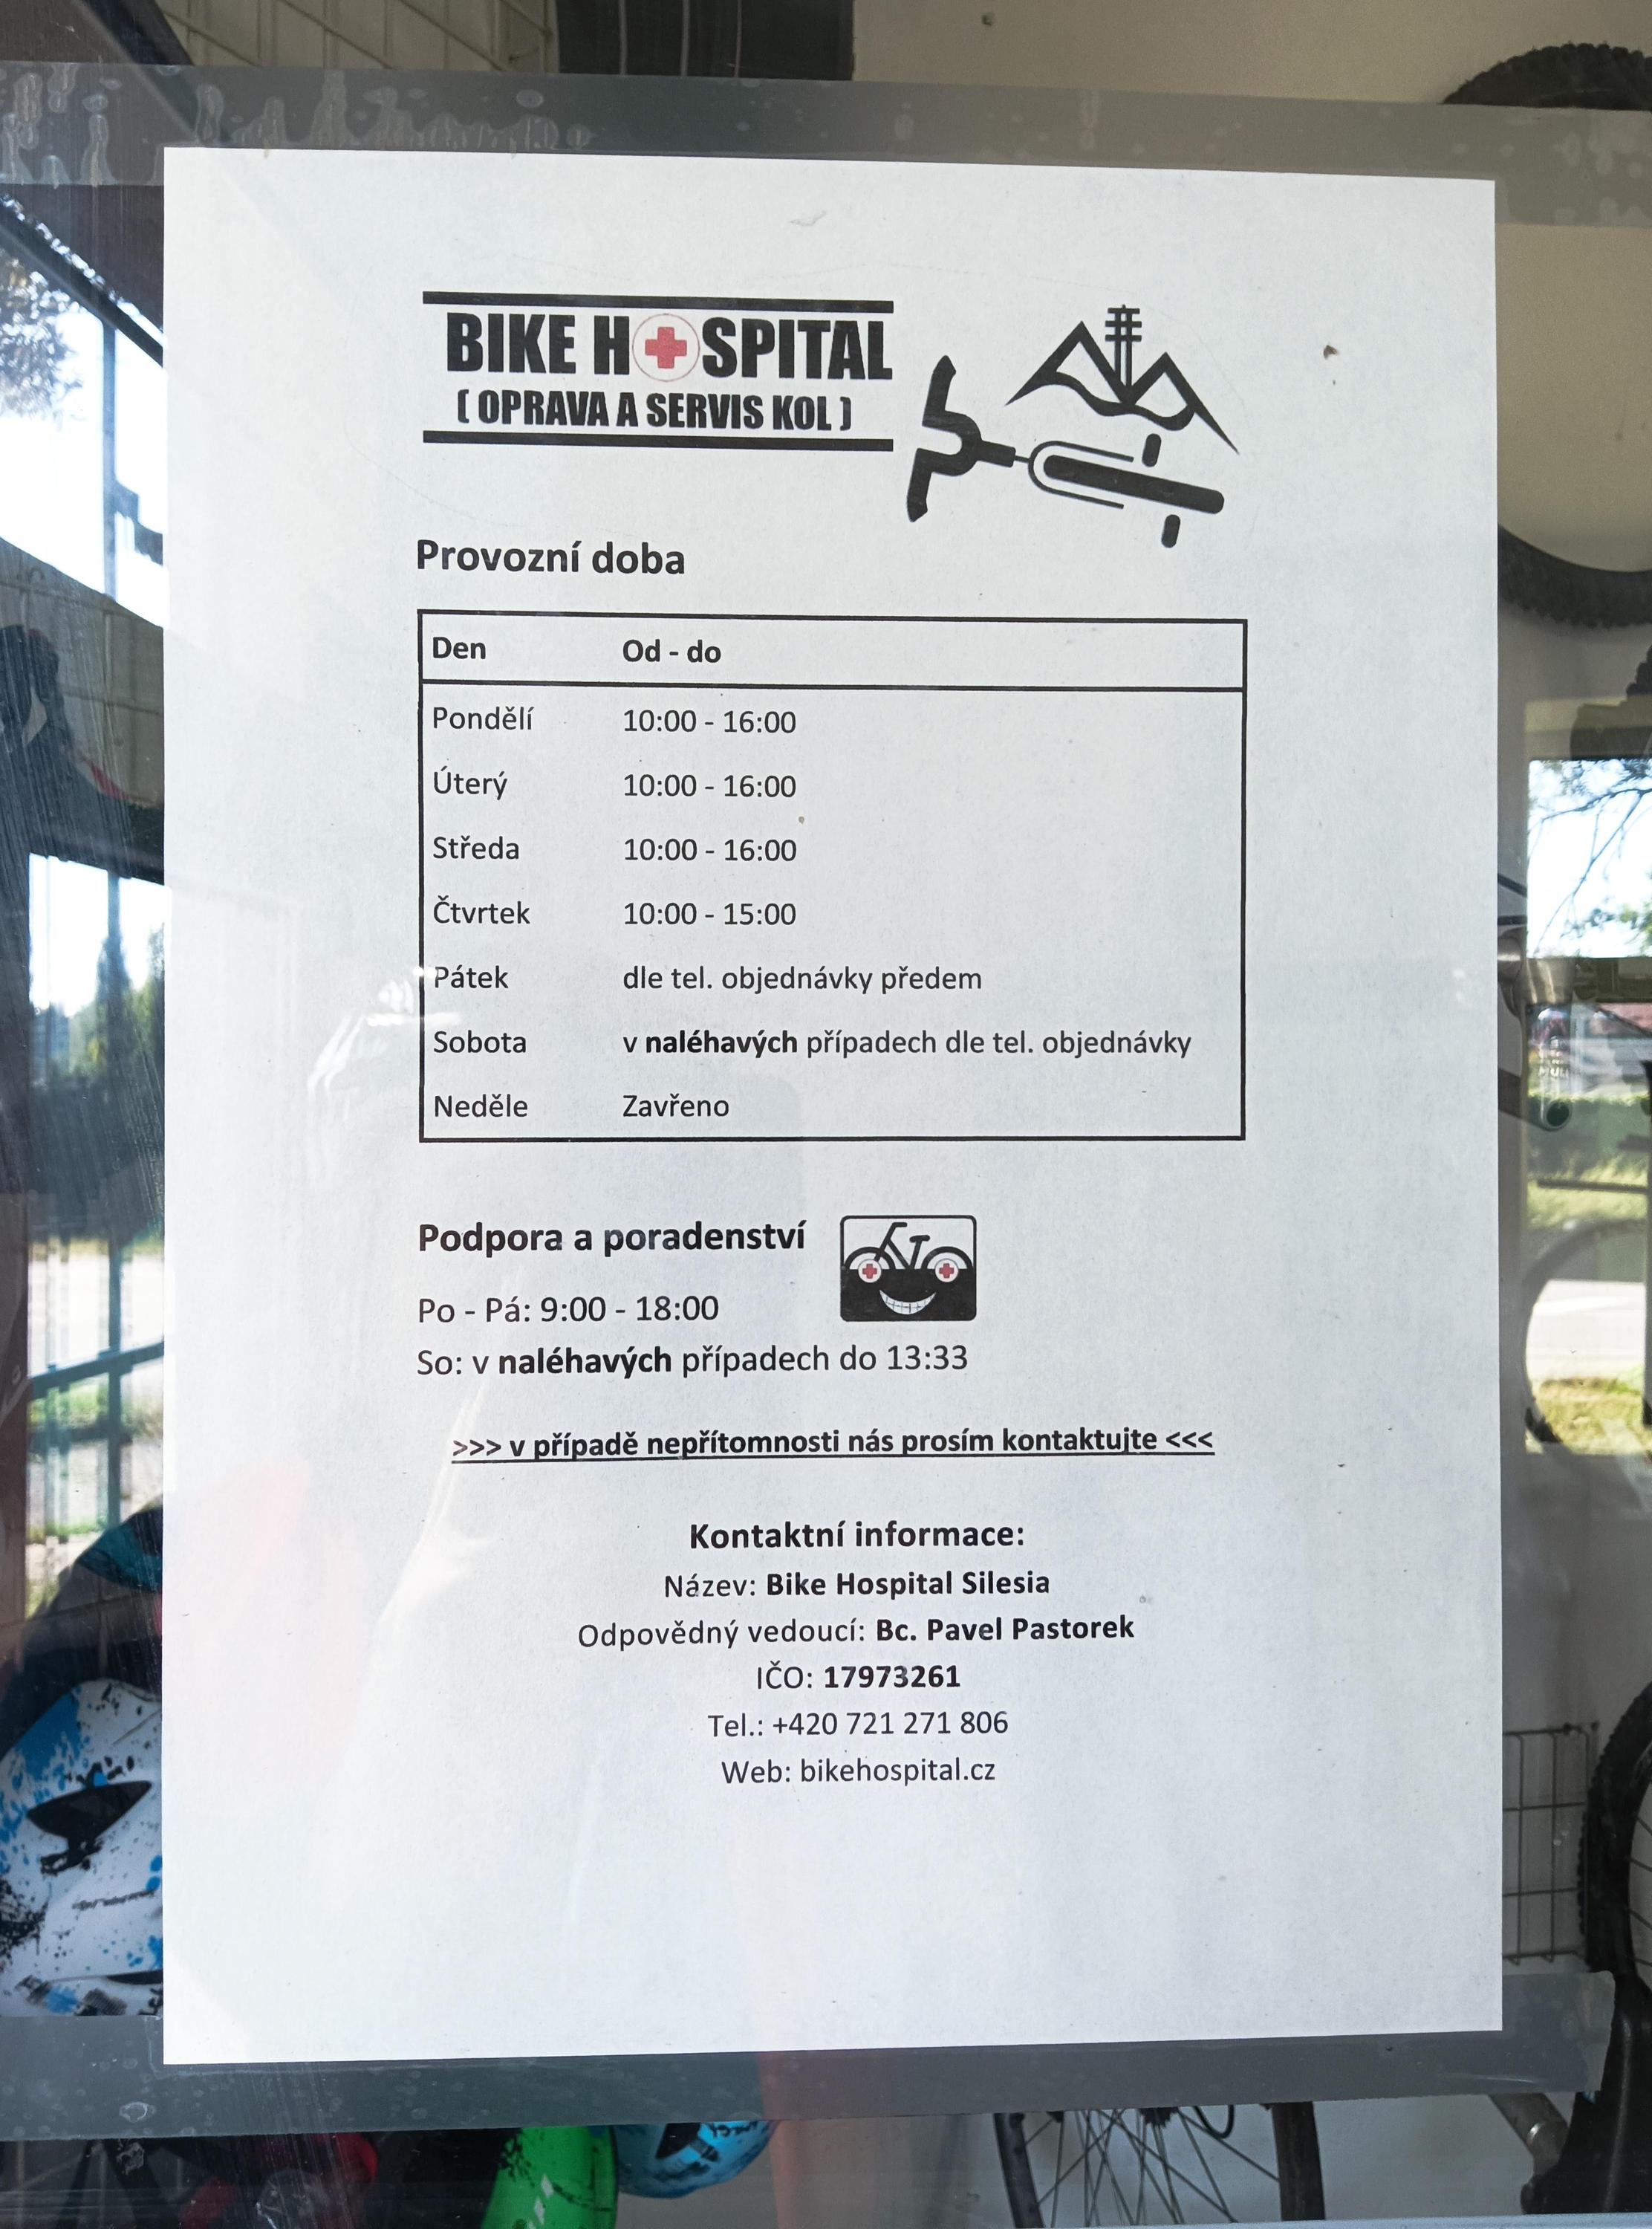 BIKE HOSPITAL
( OPRAVA A SERVIS KOL )
Provozní doba
Den Od - do
Pondělí 10:00 - 16:00
Úterý 10:00 - 16:00
Středa 10:00 - 16:00
Čtvrtek 10:00 - 15:00
Pátek dle tel. objednávky předem
Sobota v naléhavých případech dle tel. objednávky
Neděle Zavřeno
Podpora a poradenství
Po - Pá: 9:00 - 18:00
So: v naléhavých případech do 13:33
>>> v případě nepřítomnosti nás prosím kontaktujte <<<
Kontaktní informace:
Název: Bike Hospital Silesia
Odpovědný vedoucí: Bc. Pavel Pastorek
IČO: 17973261
Tel.: +420 721 271 806
Web: bikehospital.cz